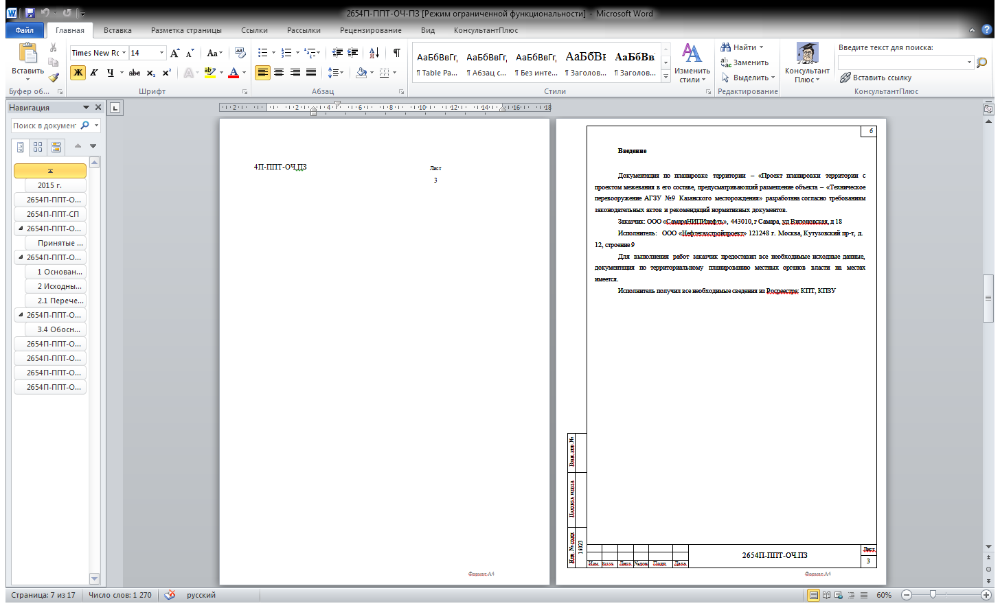 2654П-ППТ-ОЧ-ПЗ [Режим ограниченной функциональности] - Microsoft Word
Файл Главная Вставка Разметка страницы Ссылки Рассылки Рецензирование Вид КонсультантПлюс
Вставить
Буфер об...
Times New Rc 14
Ж К Ч abc x₂ x²
Aa
Шрифт
Абзац
АаБбВвГг, АаБбВвГг, АаБбВвГг, АаБбВі АаБбВв.
¶ Table Pa... ¶ Абзац с... ¶ Без инте... ¶ Заголов... ¶ Заголов...
Изменить стили
Стили
Найти
Заменить
Выделить
Редактирование
Консультант Плюс
Введите текст для поиска:
Вставить ссылку
КонсультантПлюс
Навигация
Поиск в документ
2015 г.
2654П-ППТ-О...
2654П-ППТ-СП
2654П-ППТ-О...
Принятые ...
2654П-ППТ-О...
1 Основан...
2 Исходны...
2.1 Перече...
2654П-ППТ-О...
3.4 Обосн...
2654П-ППТ-О...
2654П-ППТ-О...
2654П-ППТ-О...
2654П-ППТ-О...
2 2 4 6 8 10 12 14 16 18
4П-ППТ-ОЧ.ПЗ Лист
3
Формат А4
6
Введение
Документация по планировке территории – «Проект планировки территории с
проектом межевания в его составе, предусматривающий размещение объекта – «Техническое
перевооружение АГЗУ №9 Казанского месторождения» разработана согласно требованиям
законодательных актов и рекомендаций нормативных документов.
Заказчик: ООО «СамараНИПИнефть», 443010, г Самара, ул Вилоновская, д 18
Исполнитель: ООО «Нефтегазстройпроект» 121248 г. Москва, Кутузовский пр-т, д.
12, строение 9
Для выполнения работ заказчик предоставил все необходимые исходные данные,
документация по территориальному планированию местных органов власти на местах
имеется.
Исполнитель получил все необходимые сведения из Росреестра: КПТ, КПЗУ
Взам. инв. №
Подпись и дата
Инв. № подл.
16023
Изм. Кол.уч. Лист. №док Подп. Дата
2654П-ППТ-ОЧ.ПЗ
Лист
3
Формат А4
Страница: 7 из 17 Число слов: 1 270 русский 60%